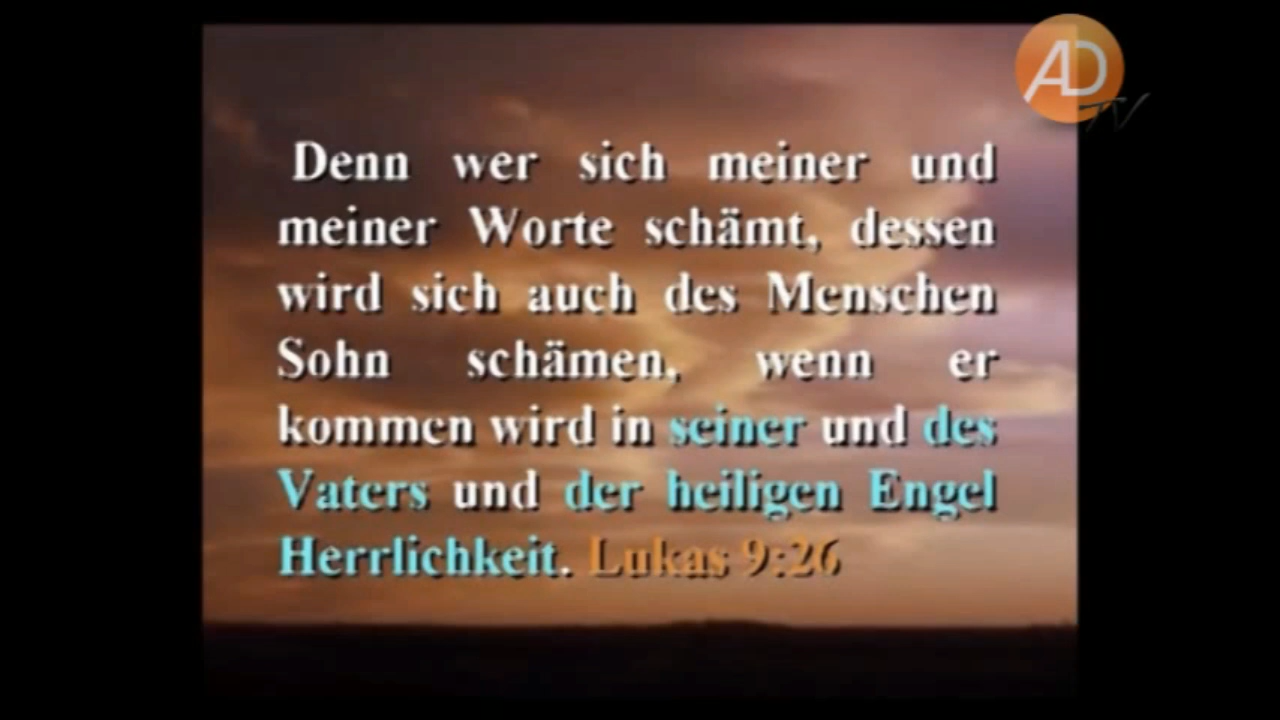 AD
TV
Denn wer sich meiner und
meiner Worte schämt, dessen
wird sich auch des Menschen
Sohn schämen, wenn er
kommen wird in seiner und des
Vaters und der heiligen Engel
Herrlichkeit. Lukas 9:26